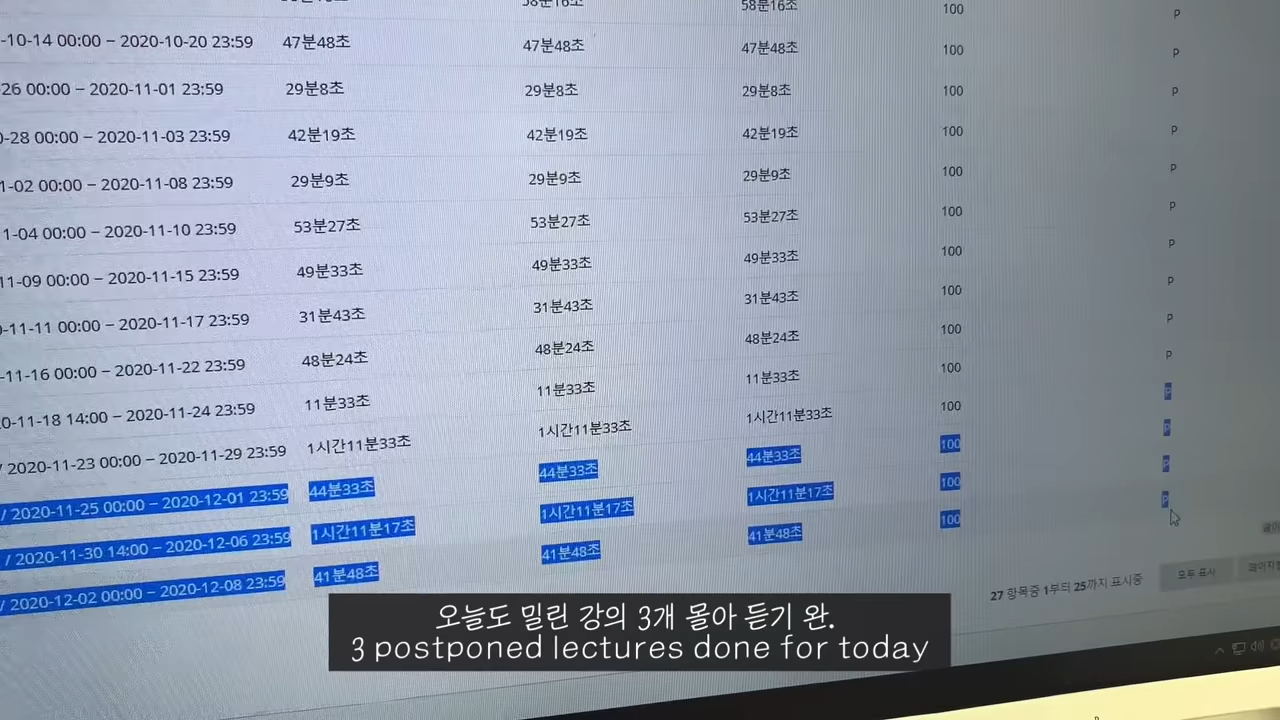 58분16초 58분16초 100 P
-10-14 00:00 ~ 2020-10-20 23:59 47분48초 47분48초 47분48초 100 P
26 00:00 ~ 2020-11-01 23:59 29분8초 29분8초 29분8초 100 P
0-28 00:00 ~ 2020-11-03 23:59 42분19초 42분19초 42분19초 100 P
1-02 00:00 ~ 2020-11-08 23:59 29분9초 29분9초 29분9초 100 P
1-04 00:00 ~ 2020-11-10 23:59 53분27초 53분27초 53분27초 100 P
11-09 00:00 ~ 2020-11-15 23:59 49분33초 49분33초 49분33초 100 P
0-11-11 00:00 ~ 2020-11-17 23:59 31분43초 31분43초 31분43초 100 P
-11-16 00:00 ~ 2020-11-22 23:59 48분24초 48분24초 48분24초 100 P
0-11-18 14:00 ~ 2020-11-24 23:59 11분33초 11분33초 11분33초 100 P
/ 2020-11-23 00:00 ~ 2020-11-29 23:59 1시간11분33초 1시간11분33초 1시간11분33초 100 P
/ 2020-11-25 00:00 ~ 2020-12-01 23:59 44분33초 44분33초 44분33초 100 P
/ 2020-11-30 14:00 ~ 2020-12-06 23:59 1시간11분17초 1시간11분17초 1시간11분17초 100 P
/ 2020-12-02 00:00 ~ 2020-12-08 23:59 41분48초 41분48초 41분48초 100 P
27 항목중 1부터 25까지 표시중 모두 표시
오늘도 밀린 강의 3개 몰아 듣기 완.
3 postponed lectures done for today